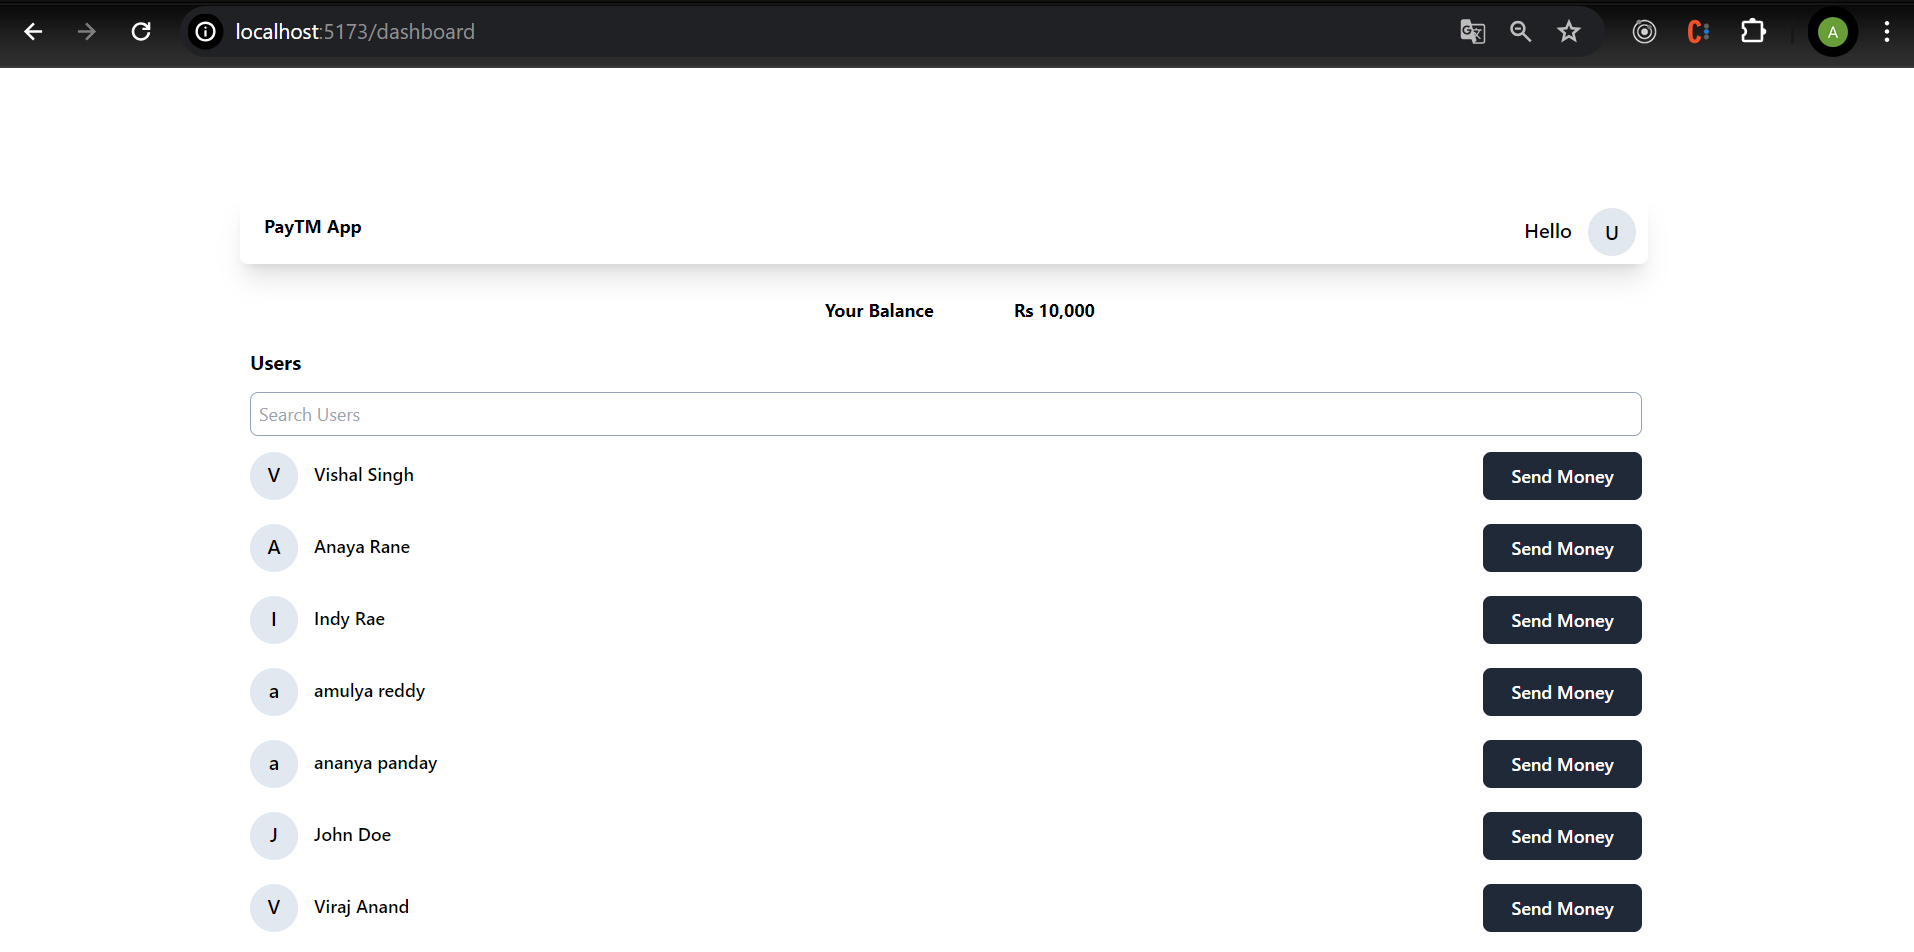 localhost:5173/dashboard
A
PayTM App
Hello U
Your Balance Rs 10,000
Users
Search Users
V Vishal Singh Send Money
A Anaya Rane Send Money
I Indy Rae Send Money
a amulya reddy Send Money
a ananya panday Send Money
J John Doe Send Money
V Viraj Anand Send Money